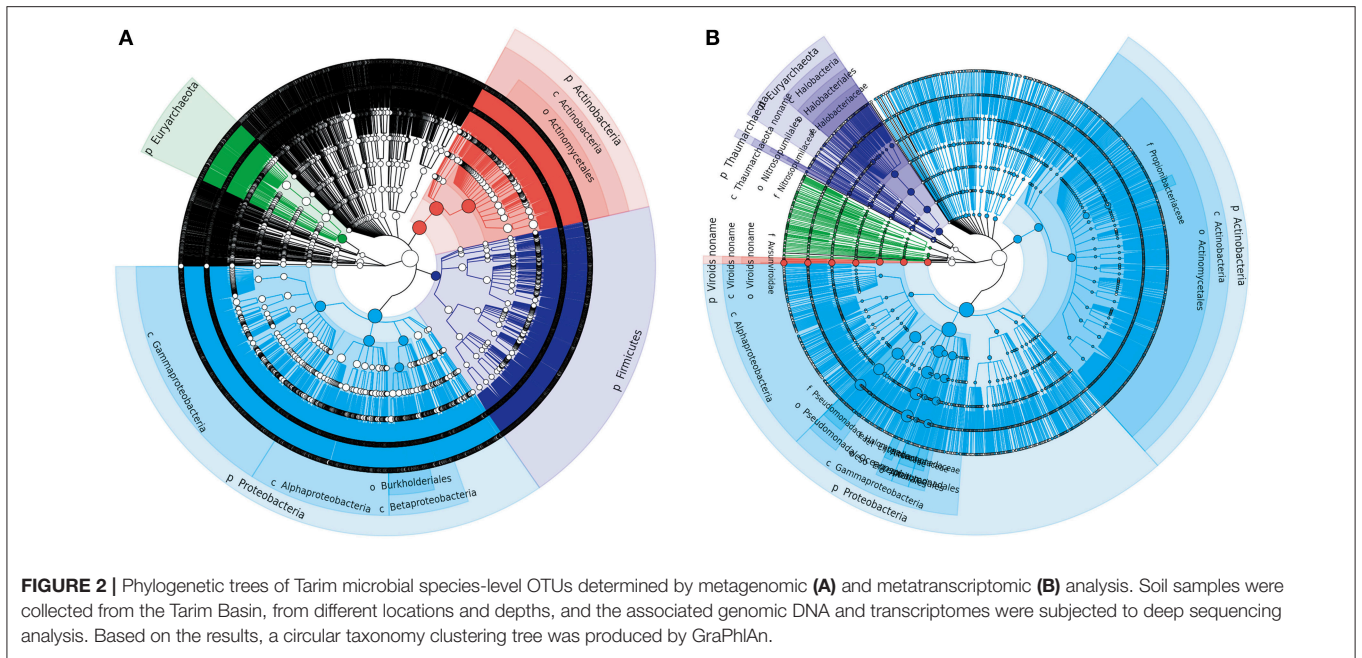 A
p Euryarchaeota
p Actinobacteria
c Actinobacteria
o Actinomycetales
p Firmicutes
c Gammaproteobacteria
p Proteobacteria
c Alphaproteobacteria
o Burkholderiales
c Betaproteobacteria
B
p Euryarchaeota
c Halobacteria
o Halobacteriales
f Halobacteriaceae
p Thaumarchaeota
c Thaumarchaeota noname
o Nitrosopumilales
f Nitrosopumilaceae
p Viroids noname
c Viroids noname
o Viroids noname
f Avsunviroidae
f Propionibacteriaceae
o Actinomycetales
c Actinobacteria
p Actinobacteria
c Alphaproteobacteria
c Gammaproteobacteria
p Proteobacteria
FIGURE 2 | Phylogenetic trees of Tarim microbial species-level OTUs determined by metagenomic (A) and metatranscriptomic (B) analysis. Soil samples were
collected from the Tarim Basin, from different locations and depths, and the associated genomic DNA and transcriptomes were subjected to deep sequencing
analysis. Based on the results, a circular taxonomy clustering tree was produced by GraPhlAn.